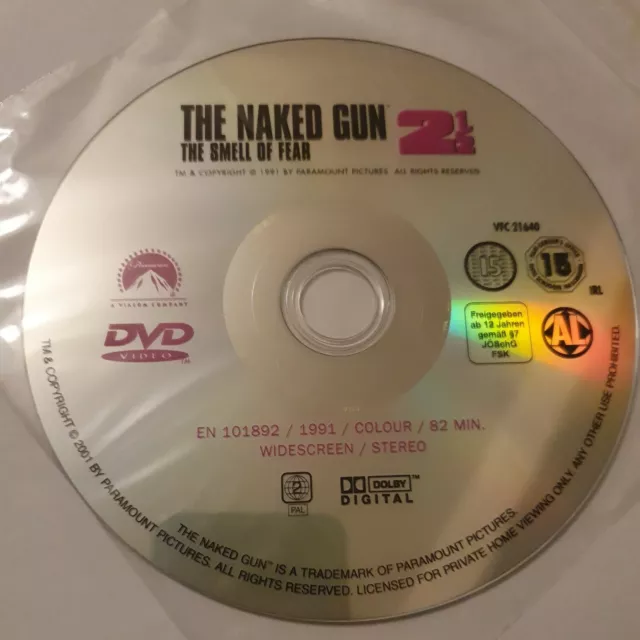 THE NAKED GUN™ 2½
THE SMELL OF FEAR
TM & COPYRIGHT © 1991 BY PARAMOUNT PICTURES. ALL RIGHTS RESERVED.
VFC 21640
15
15
IRL
Paramount
A VIACOM COMPANY
DVD
VIDEO
Freigegeben
ab 12 Jahren
gemäß §7
JÖSchG
FSK
AL
EN 101892 / 1991 / COLOUR / 82 MIN.
WIDESCREEN / STEREO
2
PAL
DOLBY™
DIGITAL
TM & COPYRIGHT © 2001 BY PARAMOUNT PICTURES. ALL RIGHTS RESERVED. LICENSED FOR PRIVATE HOME VIEWING ONLY. ANY OTHER USE PROHIBITED.
THE NAKED GUN™ IS A TRADEMARK OF PARAMOUNT PICTURES.